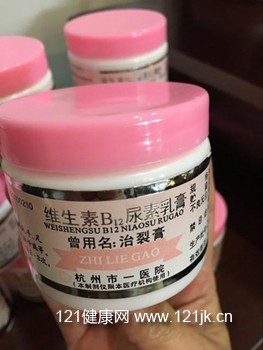 维生素B12尿素乳膏
WEISHENGSU B12 NIAOSU RUGAO
曾用名：治裂膏
ZHI LIE GAO
杭州市一医院
（本制剂仅限本医疗机构使用）
121健康网 www.121jk.cn